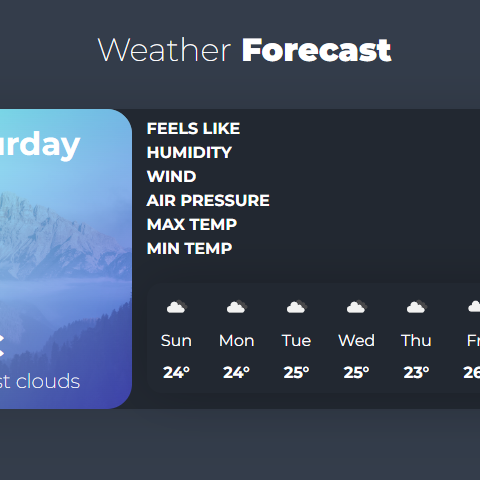 Weather Forecast
urday
FEELS LIKE
HUMIDITY
WIND
AIR PRESSURE
MAX TEMP
MIN TEMP
Sun Mon Tue Wed Thu Fr
24° 24° 25° 25° 23° 26
st clouds